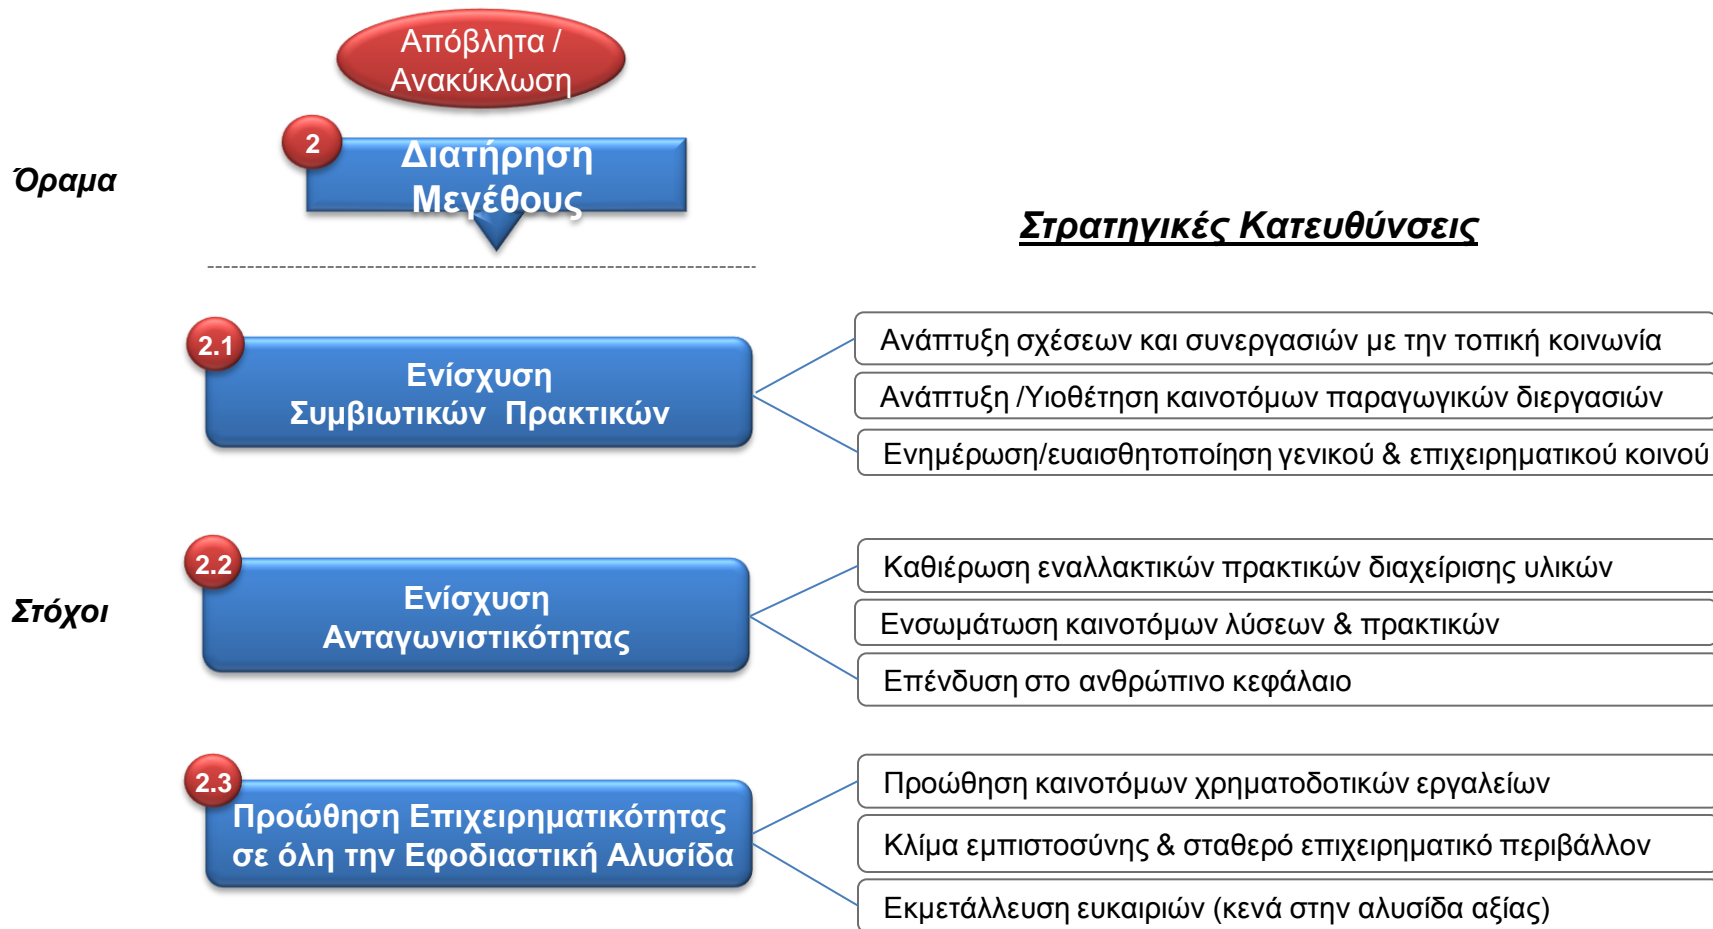 Απόβλητα /
Ανακύκλωση
2
Διατήρηση
Μεγέθους
Όραμα
Στρατηγικές Κατευθύνσεις
2.1
Ενίσχυση
Συμβιωτικών Πρακτικών
Ανάπτυξη σχέσεων και συνεργασιών με την τοπική κοινωνία
Ανάπτυξη /Υιοθέτηση καινοτόμων παραγωγικών διεργασιών
Ενημέρωση/ευαισθητοποίηση γενικού & επιχειρηματικού κοινού
Στόχοι
2.2
Ενίσχυση
Ανταγωνιστικότητας
Καθιέρωση εναλλακτικών πρακτικών διαχείρισης υλικών
Ενσωμάτωση καινοτόμων λύσεων & πρακτικών
Επένδυση στο ανθρώπινο κεφάλαιο
2.3
Προώθηση Επιχειρηματικότητας
σε όλη την Εφοδιαστική Αλυσίδα
Προώθηση καινοτόμων χρηματοδοτικών εργαλείων
Κλίμα εμπιστοσύνης & σταθερό επιχειρηματικό περιβάλλον
Εκμετάλλευση ευκαιριών (κενά στην αλυσίδα αξίας)